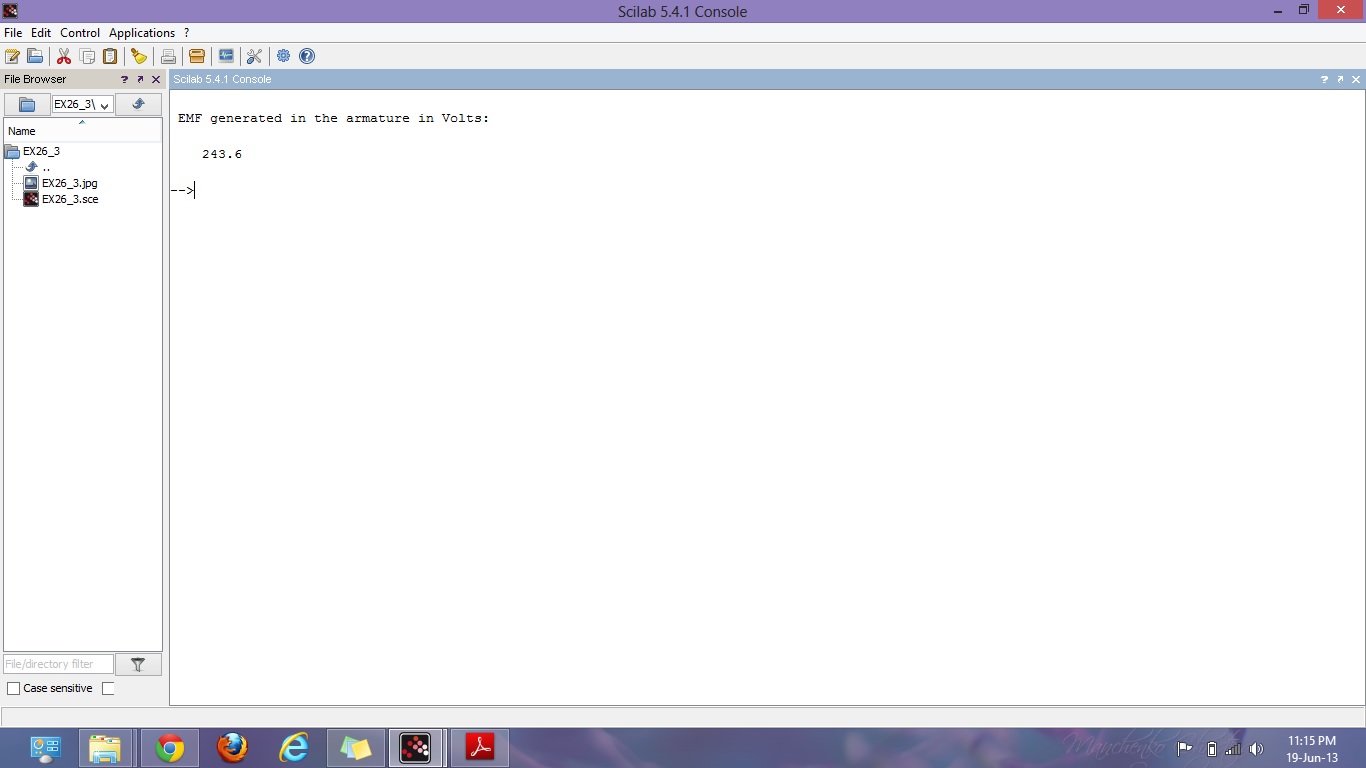 Scilab 5.4.1 Console
File Edit Control Applications ?
File Browser ?
Scilab 5.4.1 Console ?
EX26_3\
Name
EX26_3
..
EX26_3.jpg
EX26_3.sce
EMF generated in the armature in Volts:
243.6
-->
File/directory filter
Case sensitive
11:15 PM
19-Jun-13